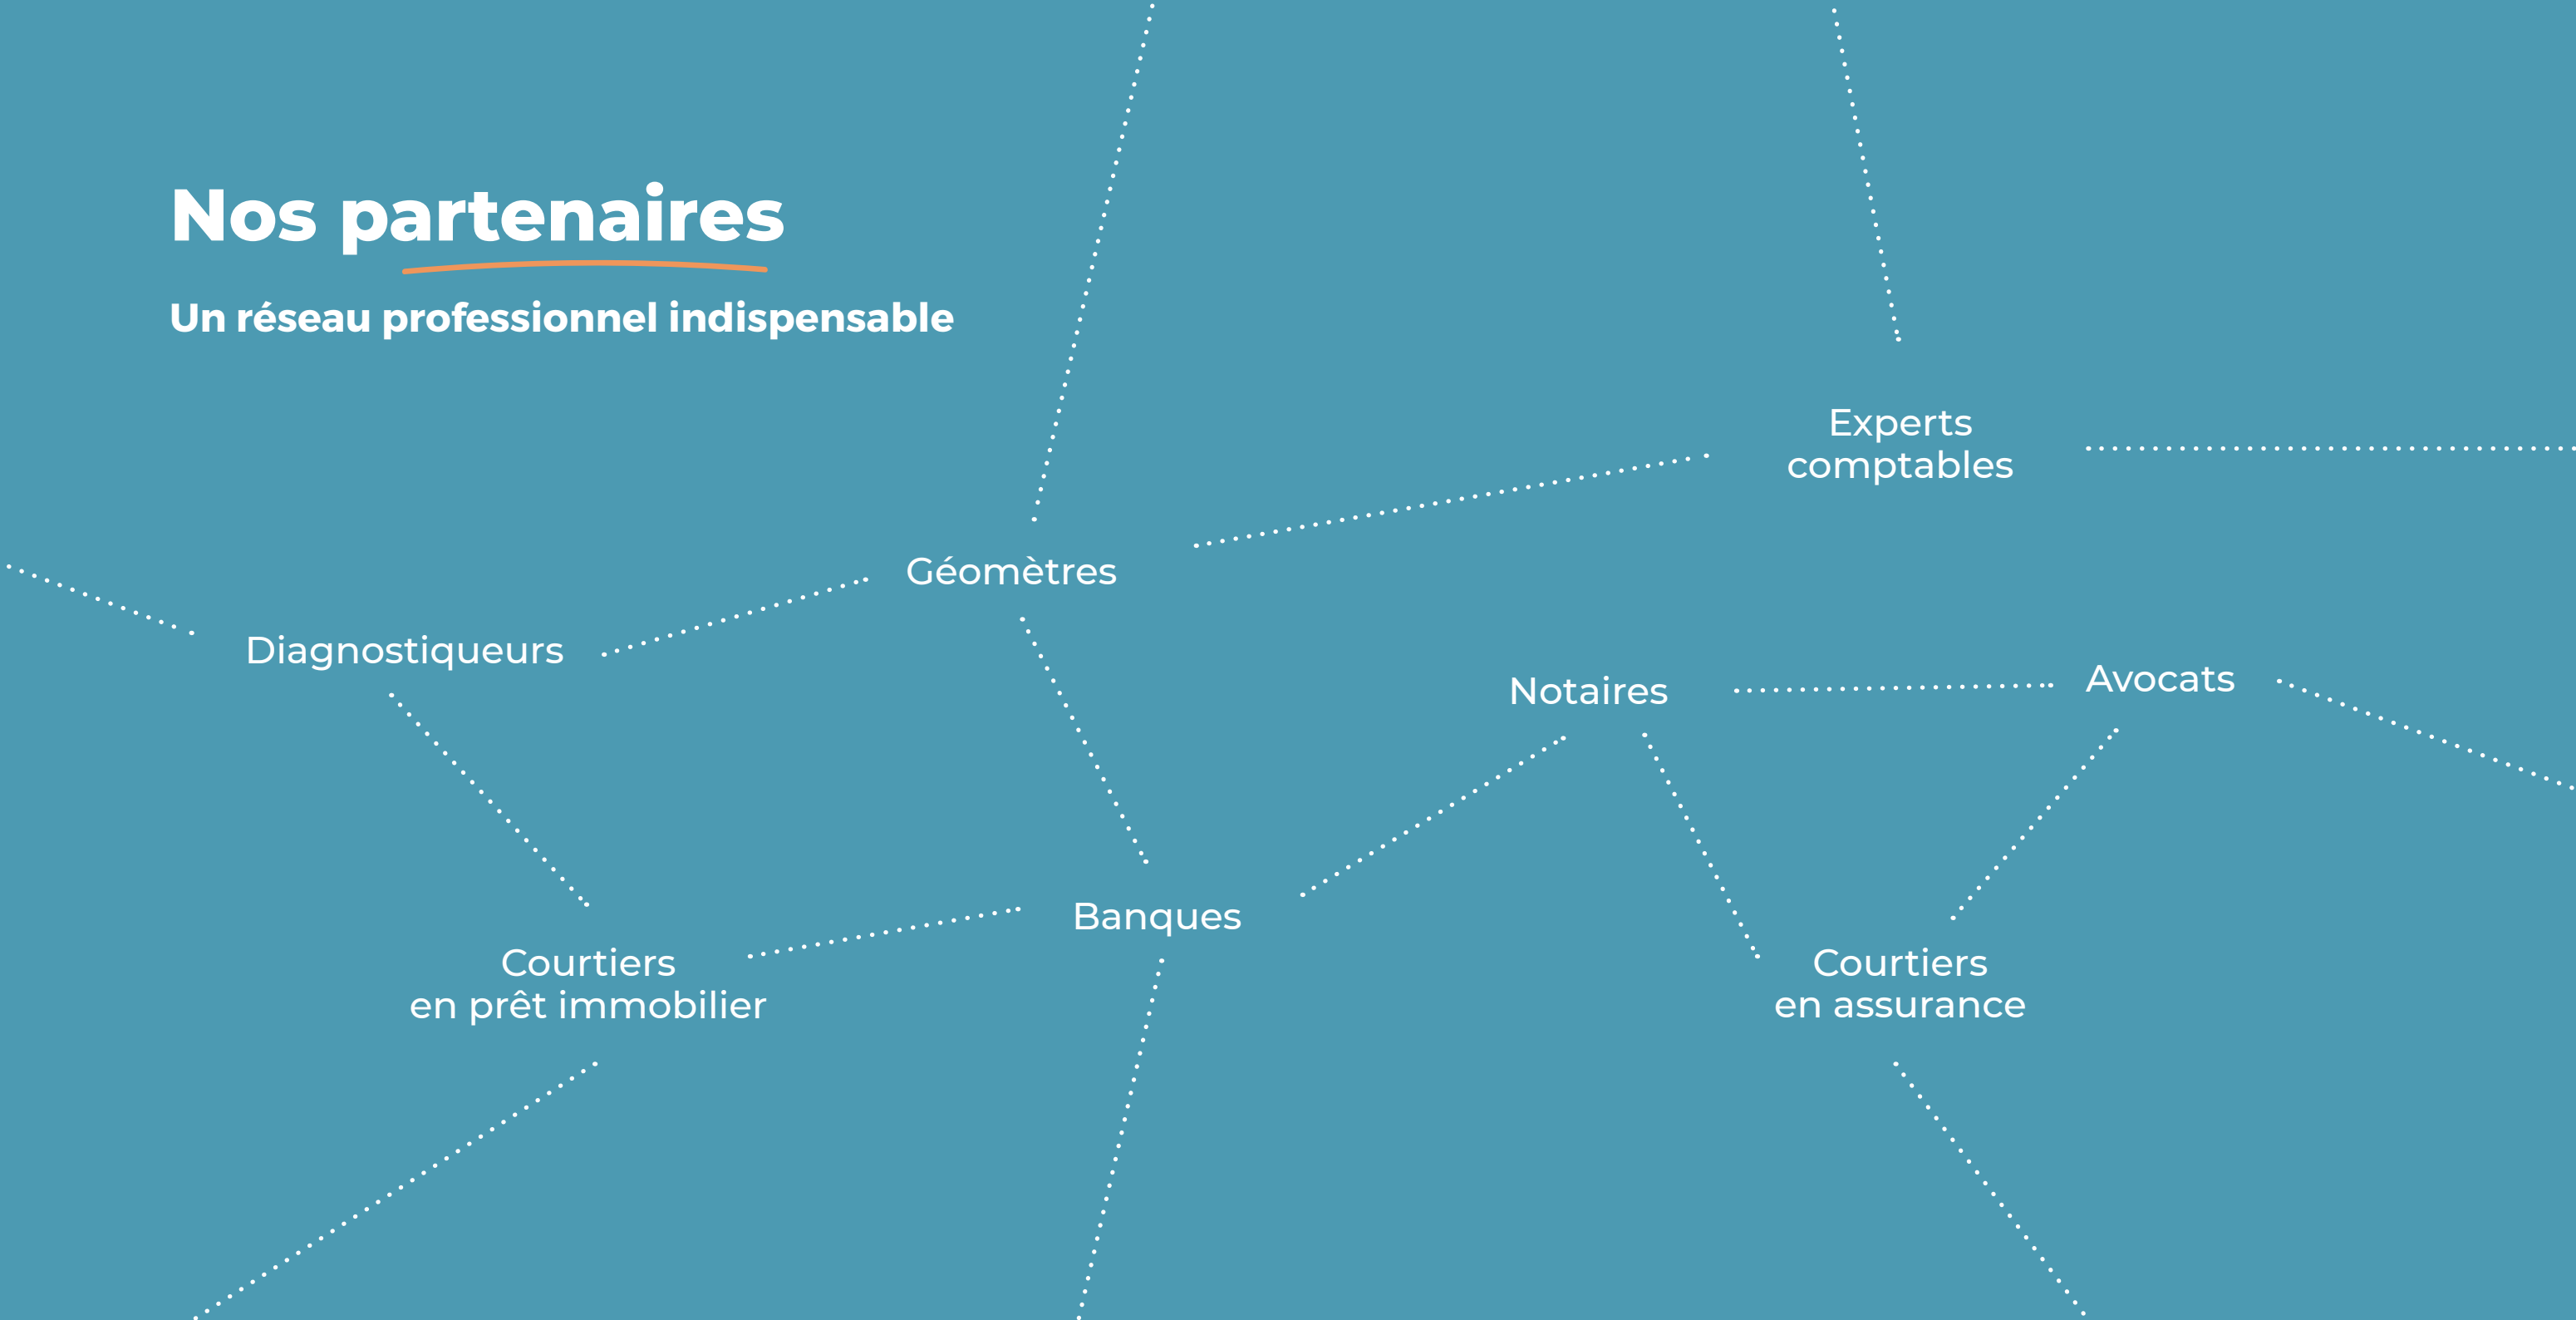 Nos partenaires
Un réseau professionnel indispensable
Experts
comptables
Géomètres
Diagnostiqueurs
Notaires
Avocats
Banques
Courtiers
en prêt immobilier
Courtiers
en assurance